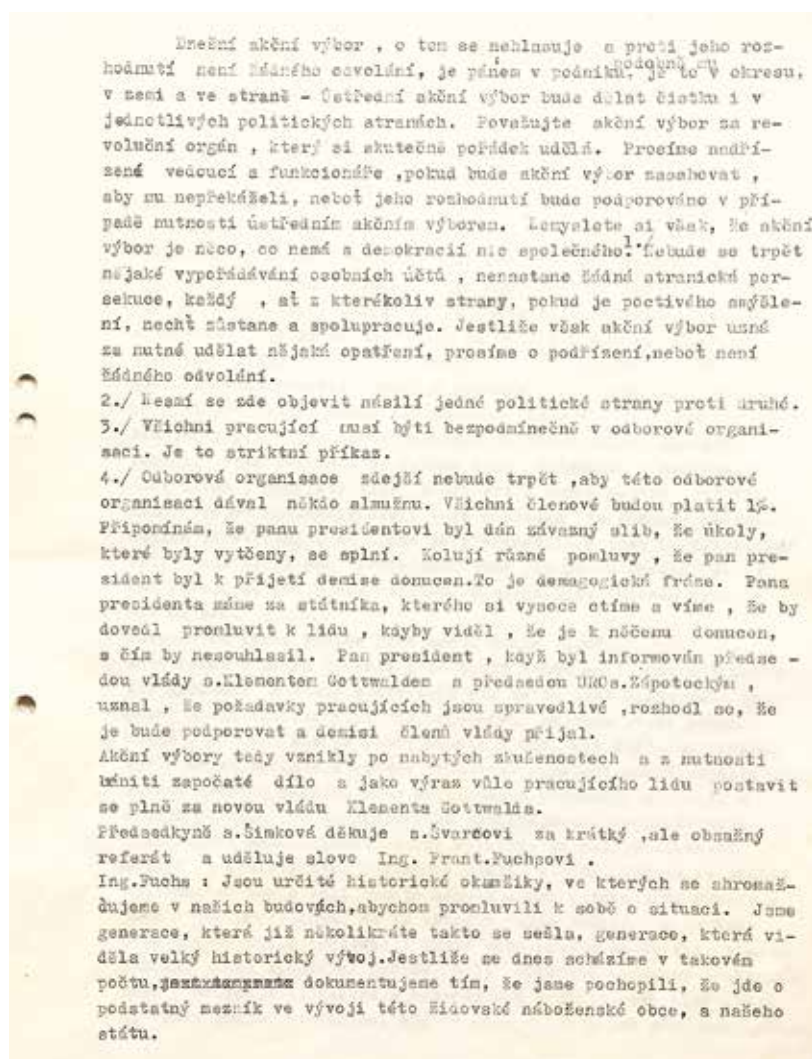 Dnešní akční výbor , o tom se nehlasuje a proti jeho roz-
hodnutí není žádného odvolání, je pánem v podniku, podobně mu je to v okresu,
v zemi a ve straně - Ústřední akční výbor bude dělat čistku i v
jednotlivých politických stranách. Považujte akční výbor za re-
voluční orgán , který si skutečně pořádek udělá. Prosíme nadří-
zené vedoucí a funkcionáře ,pokud bude akční výbor zasahovat ,
aby mu nepřekáželi, neboť jeho rozhodnutí bude podporováno v pří-
padě nutnosti ústředním akčním výborem. Nemyslete si však, že akční
výbor je něco, co nemá s demokracií nic společného. Nebude se trpět
nějaké vypořádávání osobních účtů , nenastane žádná stranická per-
sekuce, každý , ať z kterékoliv strany, pokud je poctivého smýšle-
ní, nechť zůstane a spolupracuje. Jestliže však akční výbor uzná
za nutné udělat nějaká opatření, prosíme o podřízení,neboť není
žádného odvolání.
2./ Nesmí se zde objevit násilí jedné politické strany proti druhé.
3./ Všichni pracující musí býti bezpodmínečně v odborové organi-
saci. Je to striktní příkaz.
4./ Odborová organisace zdejší nebude trpět ,aby této odborové
organisaci dával někdo almužnu. Všichni členové budou platit 1%.
Připomínám, že panu presidentovi byl dán závazný slib, že úkoly,
které byly vytčeny, se splní. Kolují různé pomluvy , že pan pre-
sident byl k přijetí demise donucen.To je demagogická fráse. Pana
presidenta máme za státníka, kterého si vysoce ctíme a víme , že by
dovedl promluvit k lidu , kdyby viděl , že je k něčemu donucen,
s čím by nesouhlasil. Pan president , když byl informován předse -
dou vlády s.Klementem Gottwaldem a předsedou UROs.Zápotockým ,
uznal , že požadavky pracujících jsou spravedlivé ,rozhodl se, že
je bude podporovat a demisi členů vlády přijal.
Akční výbory tedy vznikly po nabytých zkušenostech a z nutnosti
brániti započaté dílo a jako výraz vůle pracujícího lidu postavit
se plně za novou vládu Klementa Gottwalda.
Předsedkyně s.Šimková děkuje s.Švarcovi za krátký ,ale obsažný
referát a uděluje slovo Ing. Frant.Fuchsovi .
Ing.Fuchs : Jsou určité historické okamžiky, ve kterých se shromaž-
ďujeme v našich budovách,abychom promluvili k sobě o situaci. Jsme
generace, která již několikráte takto se sešla, generace, která vi-
děla velký historický vývoj.Jestliže se dnes scházíme v takovém
počtu, dokumentujeme tím, že jsme pochopili, že jde o
podstatný mezník ve vývoji této židovské náboženské obce, a našeho
státu.